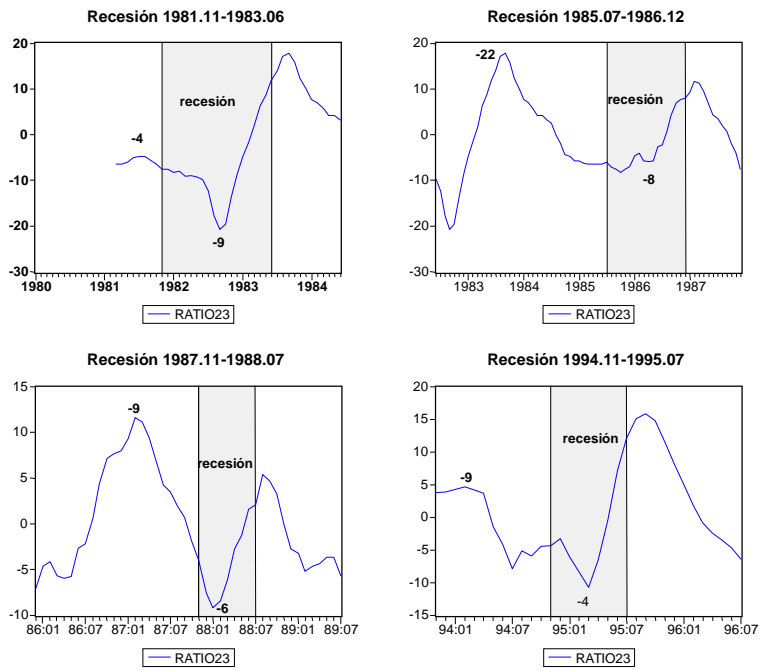 Recesión 1981.11-1983.06
20
10
0
-10
-20
-30
recesión
-4
-9
1980 1981 1982 1983 1984
RATIO23
Recesión 1985.07-1986.12
20
10
0
-10
-20
-30
-22
recesión
-8
1983 1984 1985 1986 1987
RATIO23
Recesión 1987.11-1988.07
15
10
5
0
-5
-10
-9
recesión
-6
86:01 86:07 87:01 87:07 88:01 88:07 89:01 89:07
RATIO23
Recesión 1994.11-1995.07
20
15
10
5
0
-5
-10
-15
recesión
-9
-4
94:01 94:07 95:01 95:07 96:01 96:07
RATIO23